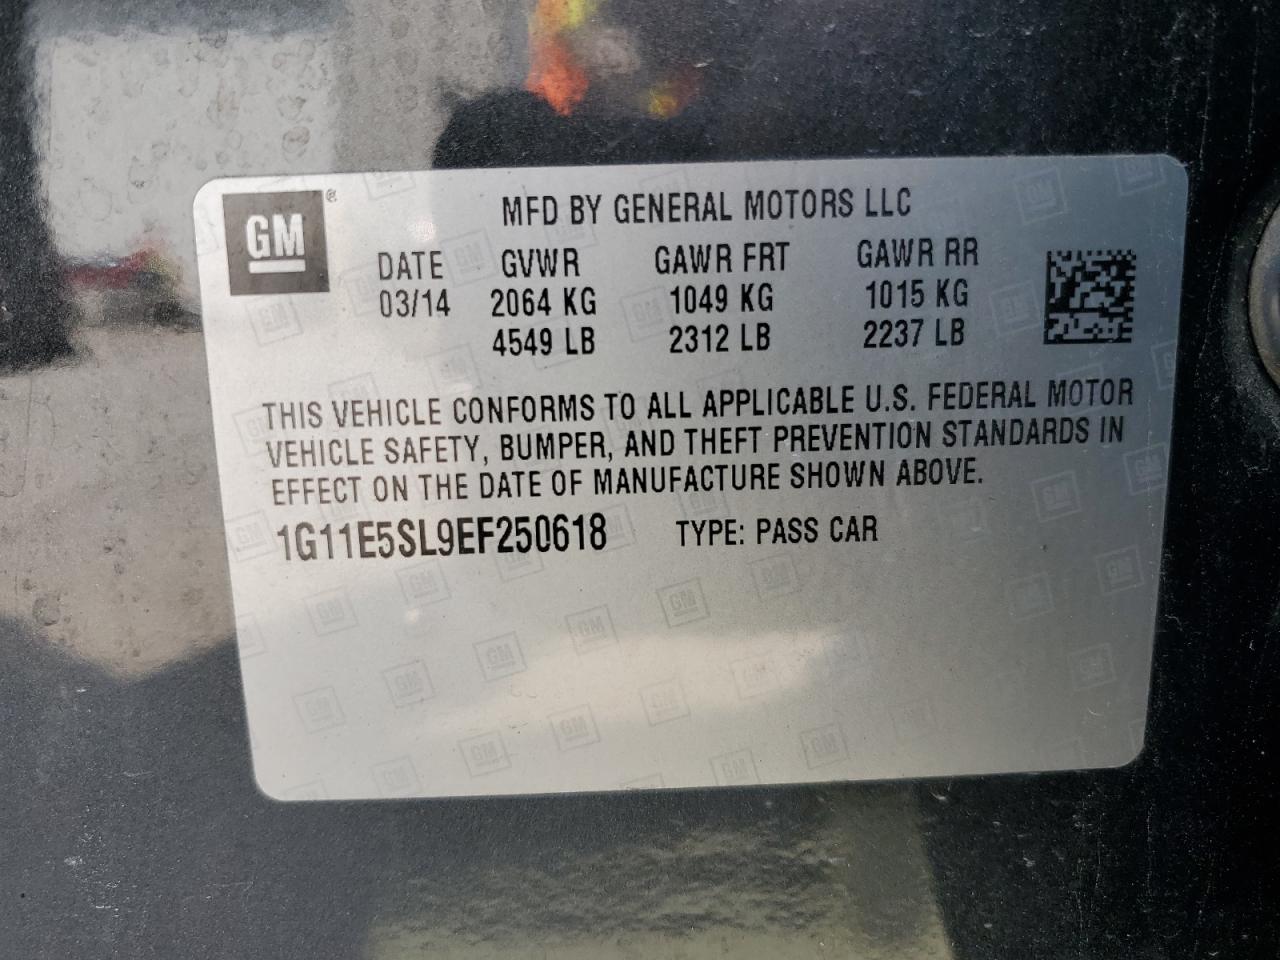 GM ®
MFD BY GENERAL MOTORS LLC
DATE GVWR GAWR FRT GAWR RR
03/14 2064 KG 1049 KG 1015 KG
4549 LB 2312 LB 2237 LB
THIS VEHICLE CONFORMS TO ALL APPLICABLE U.S. FEDERAL MOTOR
VEHICLE SAFETY, BUMPER, AND THEFT PREVENTION STANDARDS IN
EFFECT ON THE DATE OF MANUFACTURE SHOWN ABOVE.
1G11E5SL9EF250618 TYPE: PASS CAR